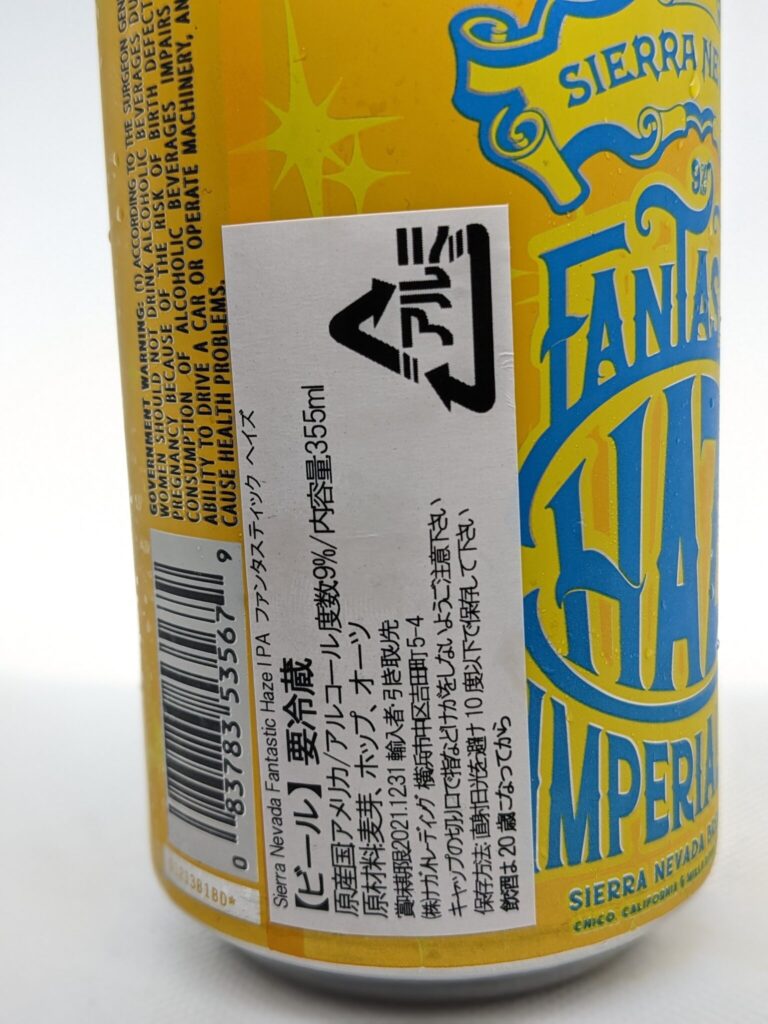 GOVERNMENT WARNING: (1) ACCORDING TO THE SURGEON GEN
WOMEN SHOULD NOT DRINK ALCOHOLIC BEVERAGES DU
PREGNANCY BECAUSE OF THE RISK OF BIRTH DEFECT
CONSUMPTION OF ALCOHOLIC BEVERAGES IMPAIRS
ABILITY TO DRIVE A CAR OR OPERATE MACHINERY, AN
CAUSE HEALTH PROBLEMS.
0 83783 53567 9
アルミ
Sierra Nevada Fantastic Haze IPA ファンタスティック ヘイズ
【ビール】要冷蔵
原産国アメリカ/アルコール度数9%/内容量355ml
原材料:麦芽、ホップ、オーツ
賞味期限20211231 輸入者・引き取り先
(株)ナガノトレーディング 横浜市中区吉田町5-4
キャップの切り口で指などけがをしないようご注意下さい
保存方法:直射日光を避け10度以下で保存して下さい
飲酒は20歳になってから
SIERRA NE
9%
FANTAS
HAZ
IMPERIA
SIERRA NEVADA BR
CHICO, CALIFORNIA & MILLS